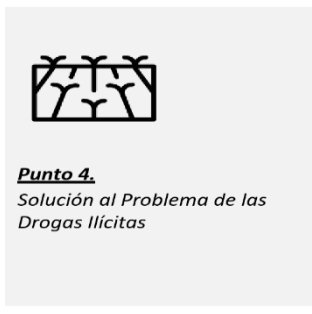 Punto 4.
Solución al Problema de las
Drogas Ilícitas